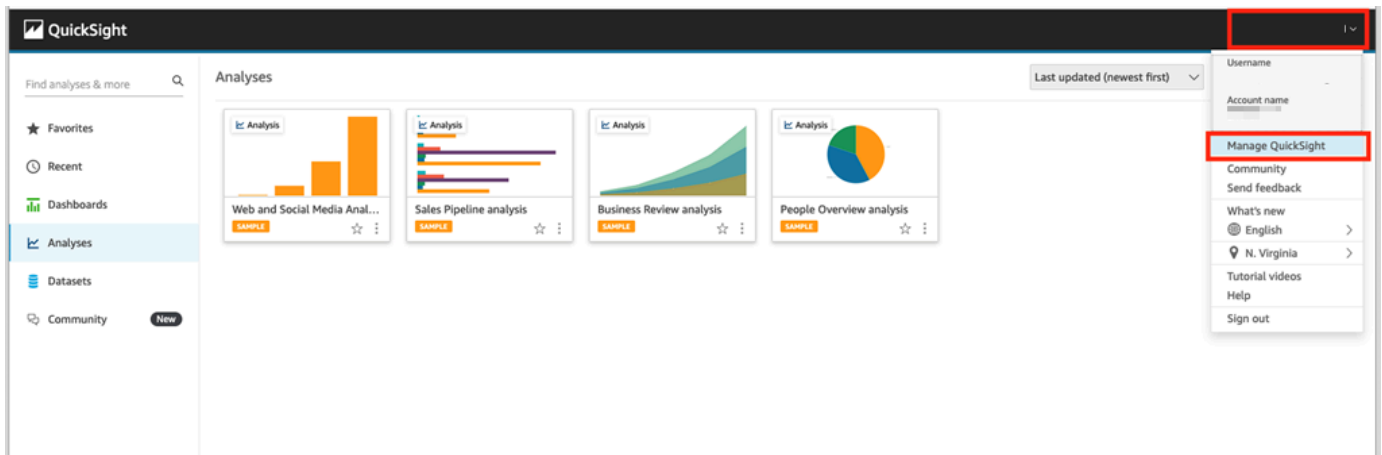 QuickSight
Find analyses & more
Favorites
Recent
Dashboards
Analyses
Datasets
Community New
Analyses
Last updated (newest first)
Analysis
Web and Social Media Anal...
SAMPLE
Analysis
Sales Pipeline analysis
SAMPLE
Analysis
Business Review analysis
SAMPLE
Analysis
People Overview analysis
SAMPLE
Username
Account name
Manage QuickSight
Community
Send feedback
What's new
English
N. Virginia
Tutorial videos
Help
Sign out